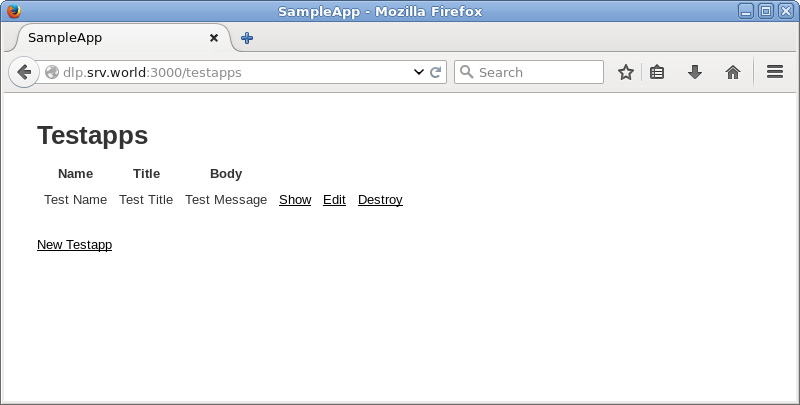 SampleApp - Mozilla Firefox
SampleApp
dlp.srv.world:3000/testapps Search
Testapps
Name Title Body
Test Name Test Title Test Message Show Edit Destroy
New Testapp